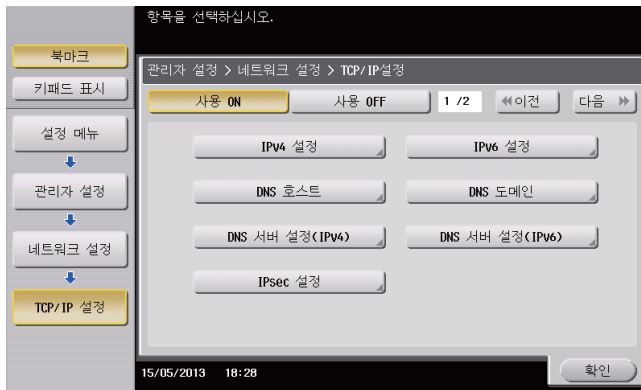 항목을 선택하십시오.
북마크
키패드 표시
설정 메뉴
관리자 설정
네트워크 설정
TCP/IP 설정
관리자 설정 > 네트워크 설정 > TCP/IP설정
사용 ON 사용 OFF 1 /2 이전 다음
IPv4 설정 IPv6 설정
DNS 호스트 DNS 도메인
DNS 서버 설정(IPv4) DNS 서버 설정(IPv6)
IPsec 설정
15/05/2013 18:28
확인